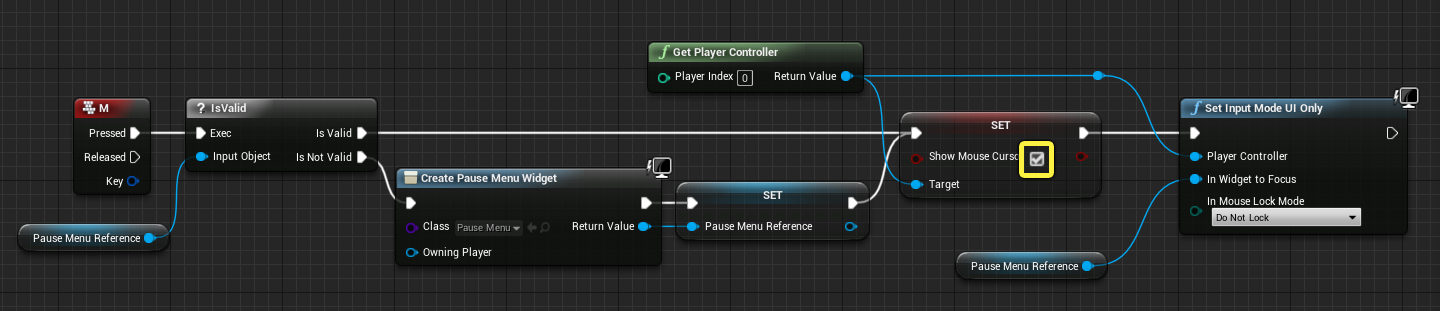 M
Pressed
Released
Key
Pause Menu Reference
? IsValid
Exec
Is Valid
Input Object
Is Not Valid
Create Pause Menu Widget
Class
Pause Menu
Return Value
Owning Player
SET
Pause Menu Reference
f Get Player Controller
Player Index
0
Return Value
SET
Show Mouse Curso
Target
Pause Menu Reference
f Set Input Mode UI Only
Player Controller
In Widget to Focus
In Mouse Lock Mode
Do Not Lock